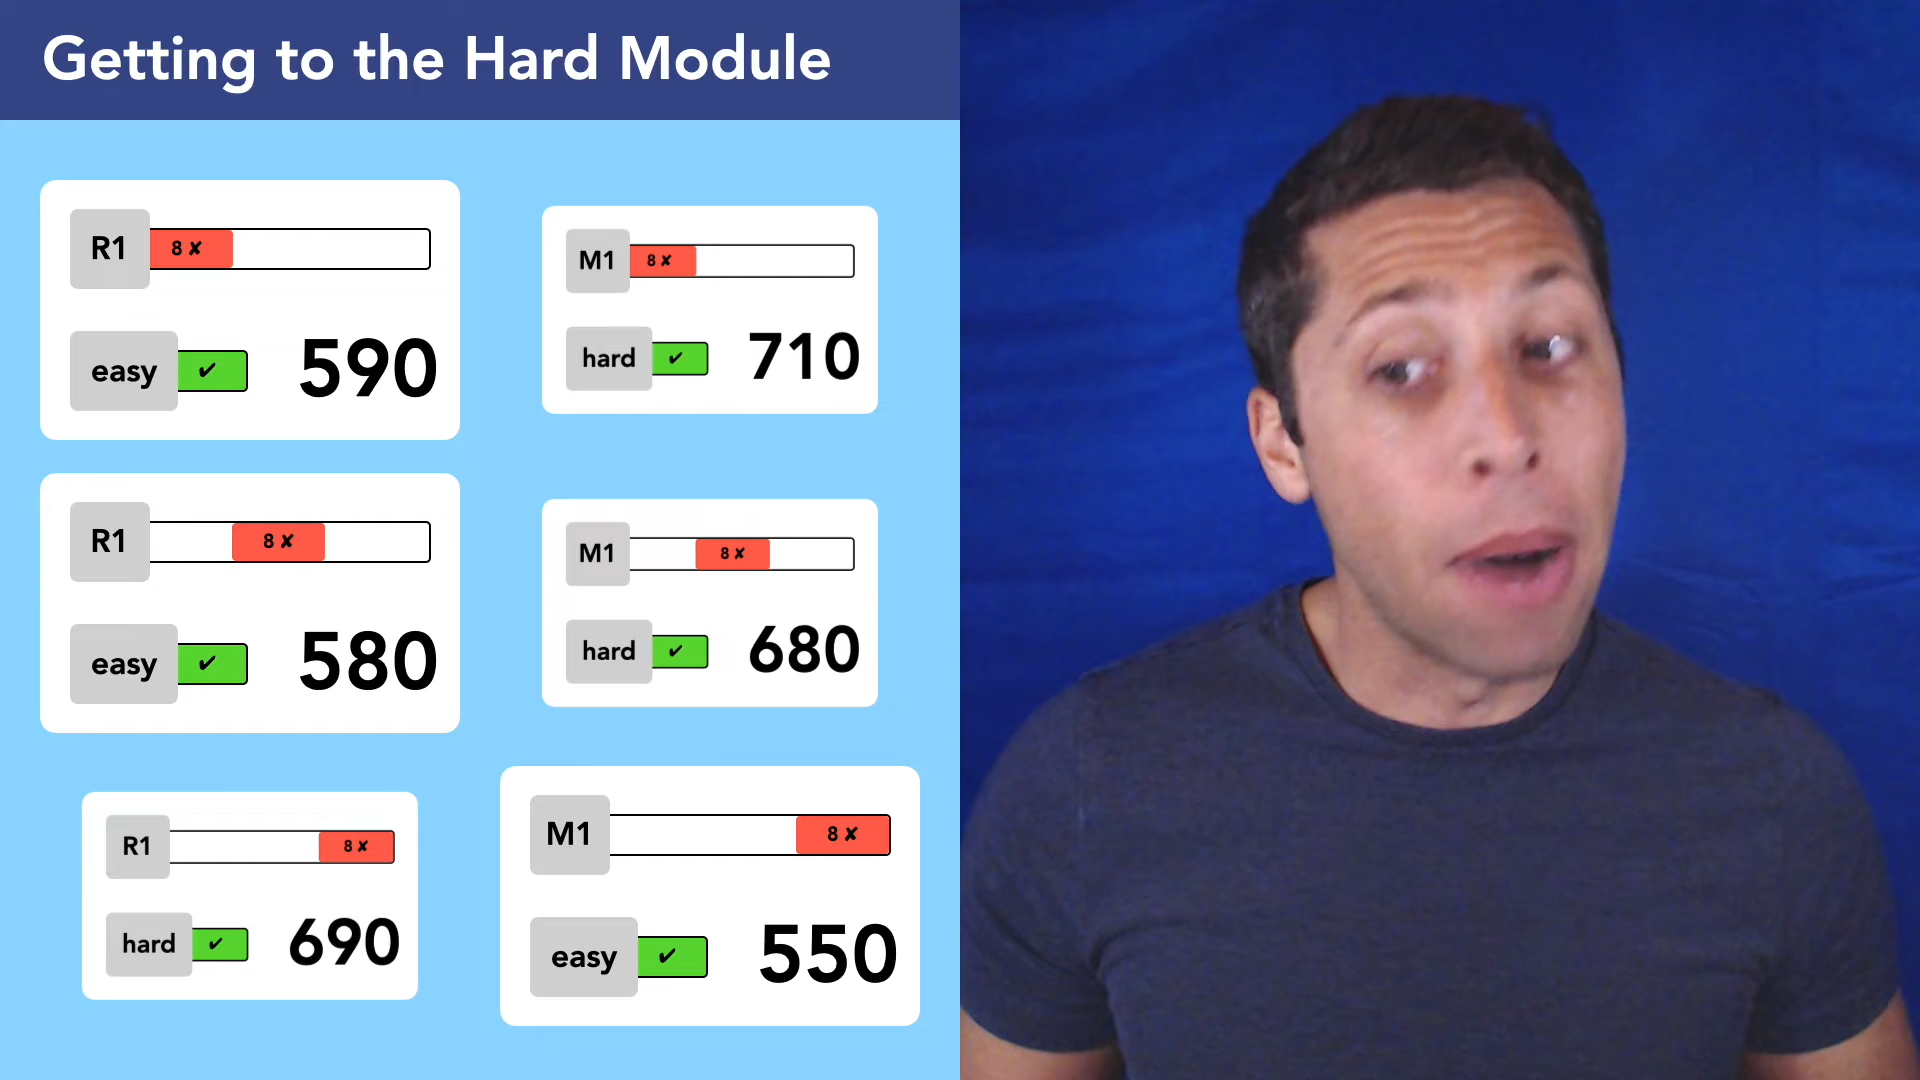 Getting to the Hard Module
R1 8 ✘
easy ✔ 590
M1 8 ✘
hard ✔ 710
R1 8 ✘
easy ✔ 580
M1 8 ✘
hard ✔ 680
R1 8 ✘
hard ✔ 690
M1 8 ✘
easy ✔ 550